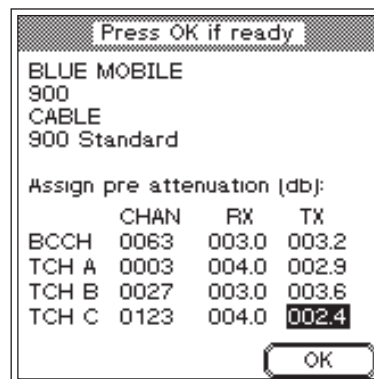 Press OK if ready
BLUE MOBILE
900
CABLE
900 Standard
Assign pre attenuation (db):
CHAN RX TX
BCCH 0063 003.0 003.2
TCH A 0003 004.0 002.9
TCH B 0027 003.0 003.6
TCH C 0123 004.0 002.4
OK